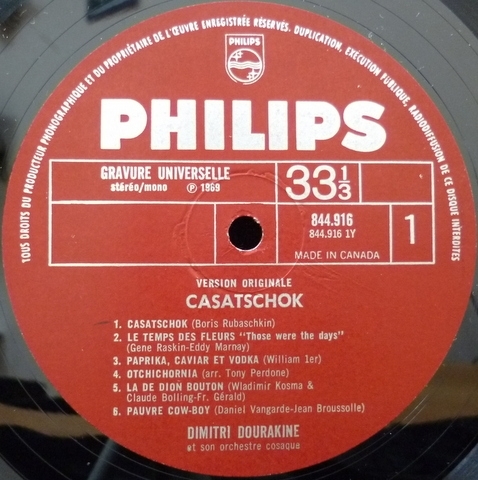 TOUS DROITS DU PRODUCTEUR PHONOGRAPHIQUE ET DU PROPRIÉTAIRE DE L'ŒUVRE ENREGISTRÉE RÉSERVÉS. DUPLICATION, EXÉCUTION PUBLIQUE, RADIODIFFUSION DE CE DISQUE INTERDITES
PHILIPS
PHILIPS
GRAVURE UNIVERSELLE
stéréo/mono ℗ 1969
33 1/3
844.916
844.916 1Y
1
MADE IN CANADA
VERSION ORIGINALE
CASATSCHOK
1. CASATSCHOK (Boris Rubaschkin)
2. LE TEMPS DES FLEURS "Those were the days"
(Gene Raskin-Eddy Marnay)
3. PAPRIKA, CAVIAR ET VODKA (William 1er)
4. OTCHICHORNIA (arr. Tony Perdone)
5. LA DE DION BOUTON (Wladimir Kosma &
Claude Bolling-Fr. Gérald)
6. PAUVRE COW-BOY (Daniel Vangarde-Jean Broussolle)
DIMITRI DOURAKINE
et son orchestre cosaque